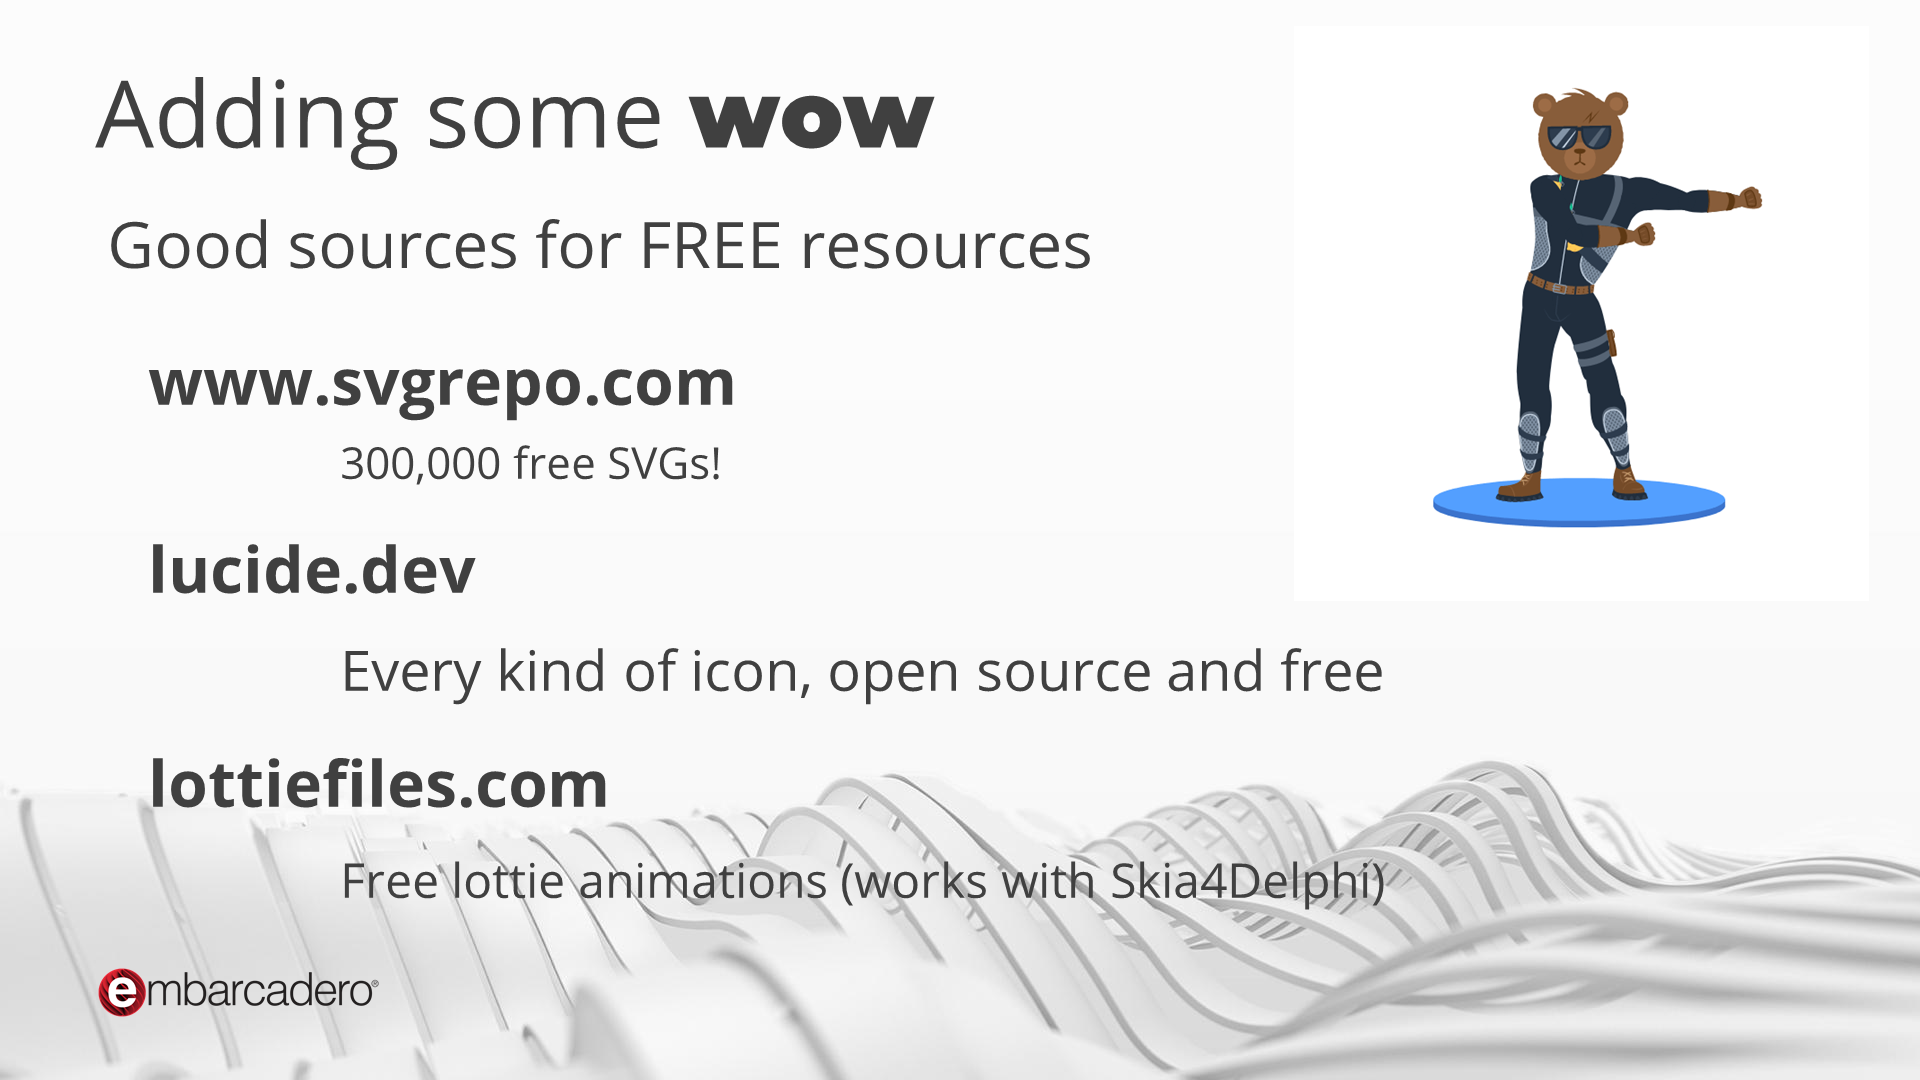 Adding some wow
Good sources for FREE resources
www.svgrepo.com
300,000 free SVGs!
lucide.dev
Every kind of icon, open source and free
lottiefiles.com
Free lottie animations (works with Skia4Delphi)
embarcadero®